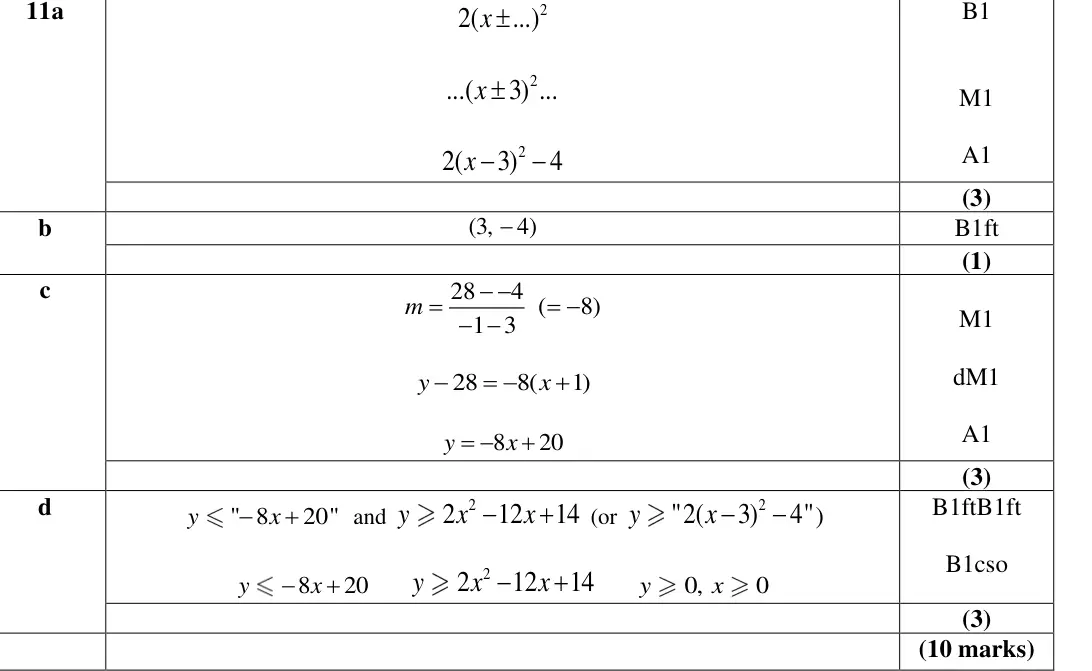 11a 2(x ± ...)² B1
...(x ± 3)² ... M1
2(x − 3)² − 4 A1
(3)
b (3, − 4) B1ft
(1)
c m = (28 − −4)/(−1 − 3) (= −8) M1
y − 28 = −8(x + 1) dM1
y = −8x + 20 A1
(3)
d y ⩽ "− 8x + 20" and y ⩾ 2x² − 12x + 14 (or y ⩾ "2(x − 3)² − 4") B1ftB1ft
y ⩽ − 8x + 20 y ⩾ 2x² − 12x + 14 y ⩾ 0, x ⩾ 0 B1cso
(3)
(10 marks)